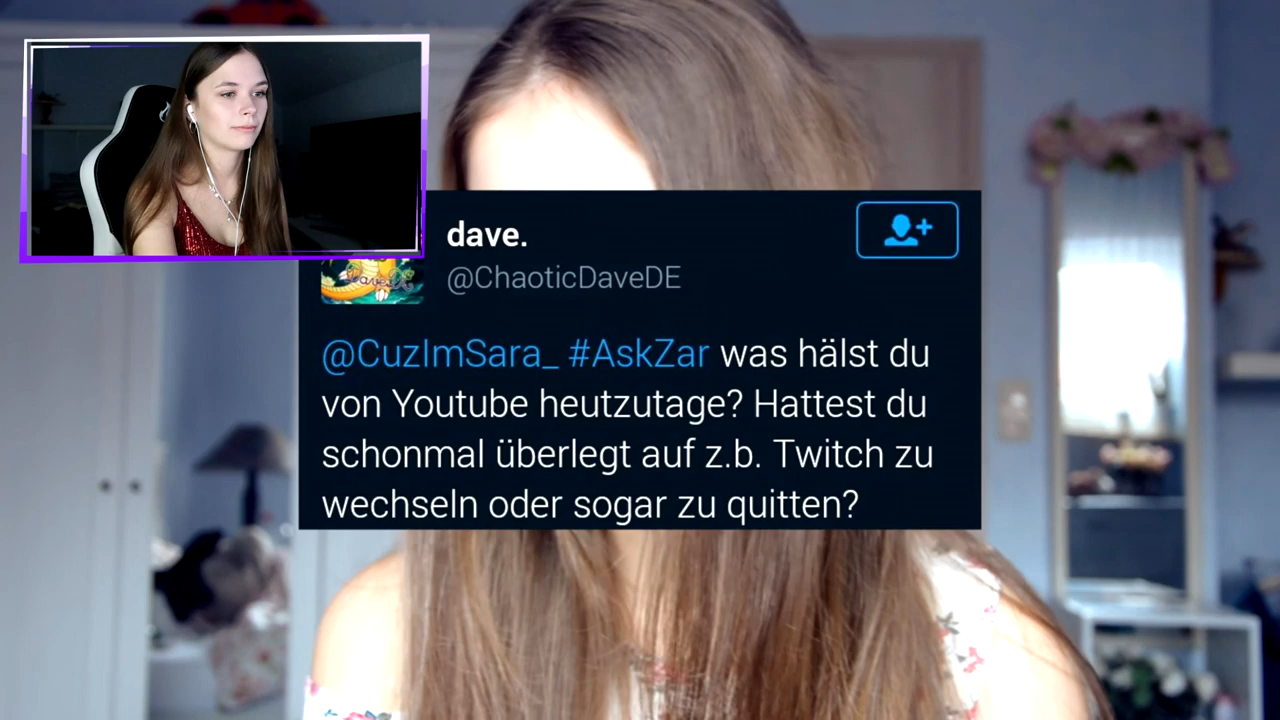 dave.
@ChaoticDaveDE
@CuzImSara_ #AskZar was hälst du
von Youtube heutzutage? Hattest du
schonmal überlegt auf z.b. Twitch zu
wechseln oder sogar zu quitten?